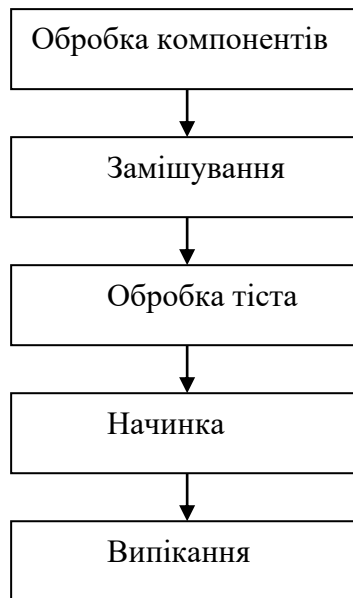 Обробка компонентів
Замішування
Обробка тіста
Начинка
Випікання